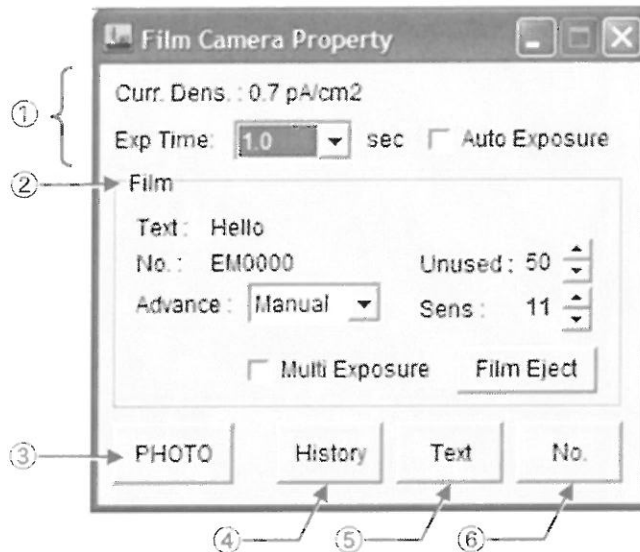 Film Camera Property
① Curr. Dens. : 0.7 pA/cm2
Exp Time: 1.0 sec Auto Exposure
② Film
Text : Hello
No. : EM0000 Unused : 50
Advance : Manual Sens : 11
Multi Exposure Film Eject
③ PHOTO History Text No.
④ ⑤ ⑥